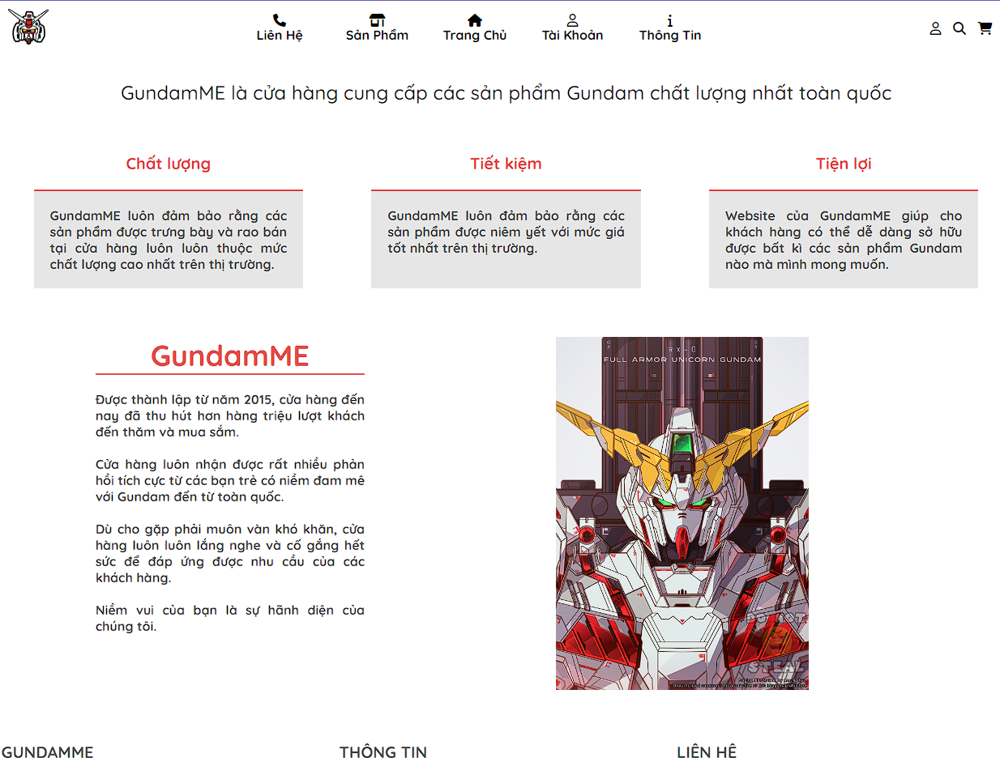 Liên Hệ
Sản Phẩm
Trang Chủ
Tài Khoản
Thông Tin
GundamME là cửa hàng cung cấp các sản phẩm Gundam chất lượng nhất toàn quốc
Chất lượng
GundamME luôn đảm bảo rằng các
sản phẩm được trưng bày và rao bán
tại cửa hàng luôn luôn thuộc mức
chất lượng cao nhất trên thị trường.
Tiết kiệm
GundamME luôn đảm bảo rằng các
sản phẩm được niêm yết với mức giá
tốt nhất trên thị trường.
Tiện lợi
Website của GundamME giúp cho
khách hàng có thể dễ dàng sở hữu
được bất kì các sản phẩm Gundam
nào mà mình mong muốn.
GundamME
Được thành lập từ năm 2015, cửa hàng đến
nay đã thu hút hơn hàng triệu lượt khách
đến thăm và mua sắm.
Cửa hàng luôn nhận được rất nhiều phản
hồi tích cực từ các bạn trẻ có niềm đam mê
với Gundam đến từ toàn quốc.
Dù cho gặp phải muôn vàn khó khăn, cửa
hàng luôn luôn lắng nghe và cố gắng hết
sức để đáp ứng được nhu cầu của các
khách hàng.
Niềm vui của bạn là sự hãnh diện của
chúng tôi.
RX-0
FULL ARMOR UNICORN GUNDAM
DO NOT
STEAL
GUNDAMME
THÔNG TIN
LIÊN HÊ